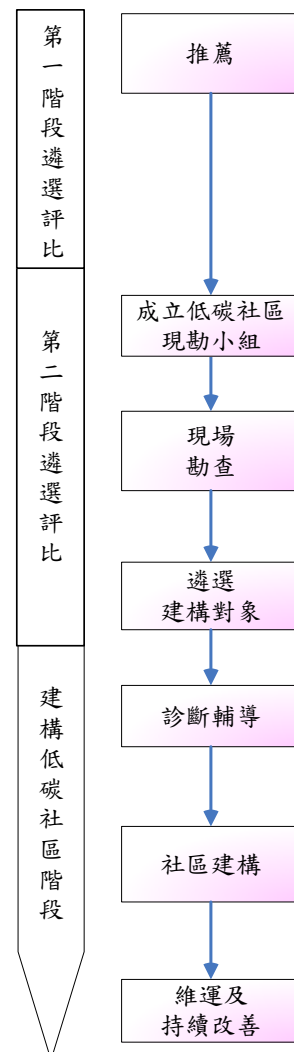 第一階段遴選評比
推薦
第二階段遴選評比
成立低碳社區
現勘小組
現場
勘查
遴選
建構對象
建構低碳社區階段
診斷輔導
社區建構
維運及
持續改善